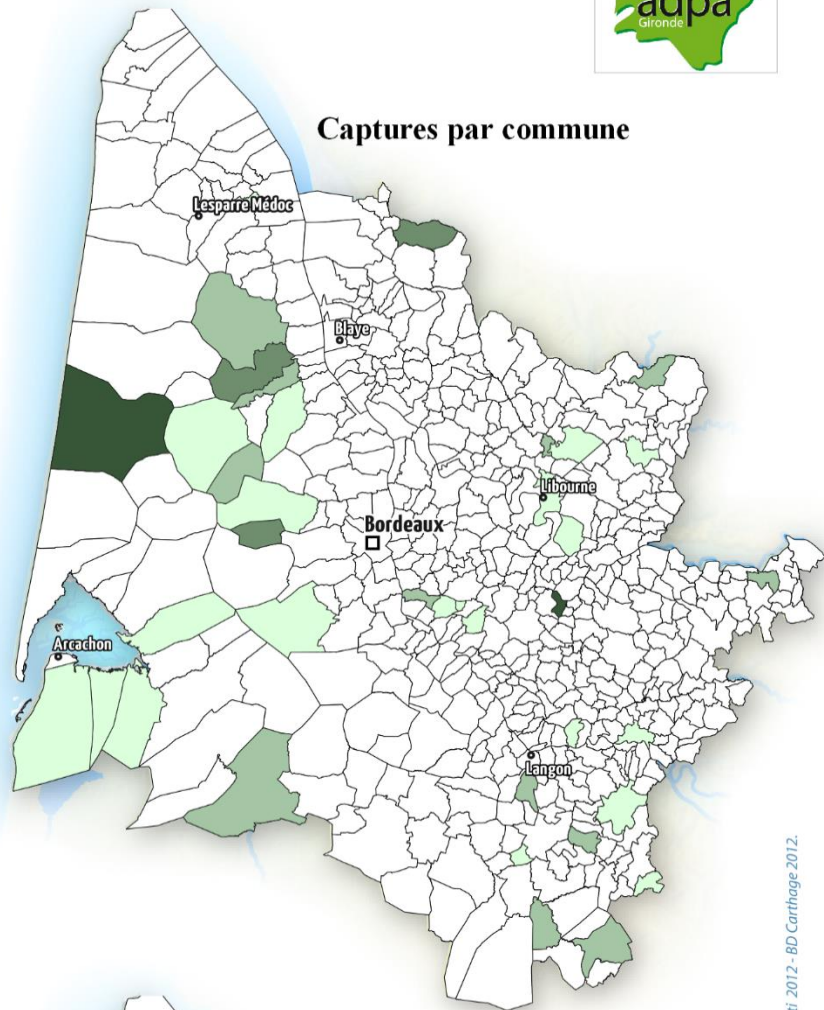 adpa
Gironde
Captures par commune
Lesparre Médoc
Blaye
Libourne
Bordeaux
Arcachon
Langon
2012 - BD Carthage 2012.